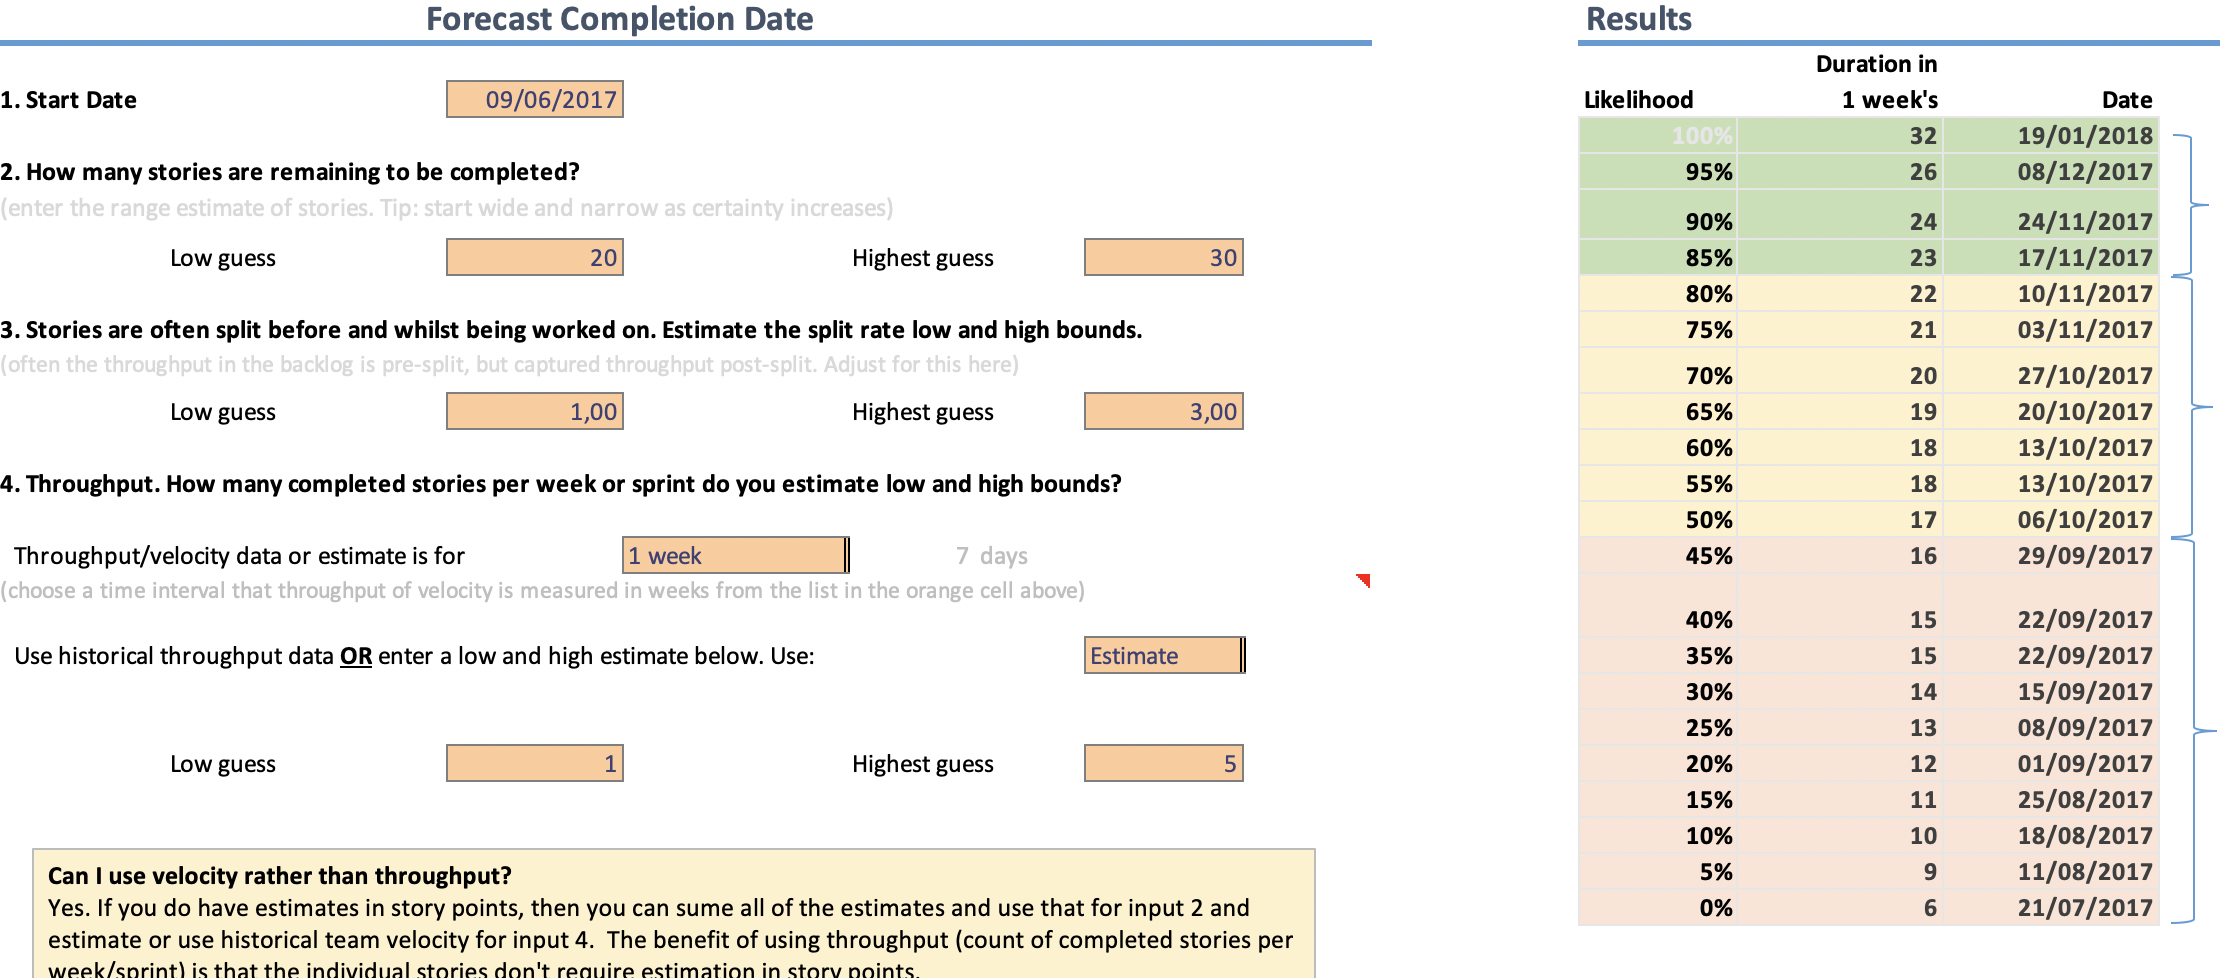 Forecast Completion Date
1. Start Date 09/06/2017
2. How many stories are remaining to be completed?
(enter the range estimate of stories. Tip: start wide and narrow as certainty increases)
Low guess 20 Highest guess 30
3. Stories are often split before and whilst being worked on. Estimate the split rate low and high bounds.
(often the throughput in the backlog is pre-split, but captured throughput post-split. Adjust for this here)
Low guess 1,00 Highest guess 3,00
4. Throughput. How many completed stories per week or sprint do you estimate low and high bounds?
Throughput/velocity data or estimate is for 1 week 7 days
(choose a time interval that throughput of velocity is measured in weeks from the list in the orange cell above)
Use historical throughput data OR enter a low and high estimate below. Use: Estimate
Low guess 1 Highest guess 5
Can I use velocity rather than throughput?
Yes. If you do have estimates in story points, then you can sume all of the estimates and use that for input 2 and
estimate or use historical team velocity for input 4. The benefit of using throughput (count of completed stories per
week/sprint) is that the individual stories don't require estimation in story points.
Results
Duration in
Likelihood 1 week's Date
100% 32 19/01/2018
95% 26 08/12/2017
90% 24 24/11/2017
85% 23 17/11/2017
80% 22 10/11/2017
75% 21 03/11/2017
70% 20 27/10/2017
65% 19 20/10/2017
60% 18 13/10/2017
55% 18 13/10/2017
50% 17 06/10/2017
45% 16 29/09/2017
40% 15 22/09/2017
35% 15 22/09/2017
30% 14 15/09/2017
25% 13 08/09/2017
20% 12 01/09/2017
15% 11 25/08/2017
10% 10 18/08/2017
5% 9 11/08/2017
0% 6 21/07/2017